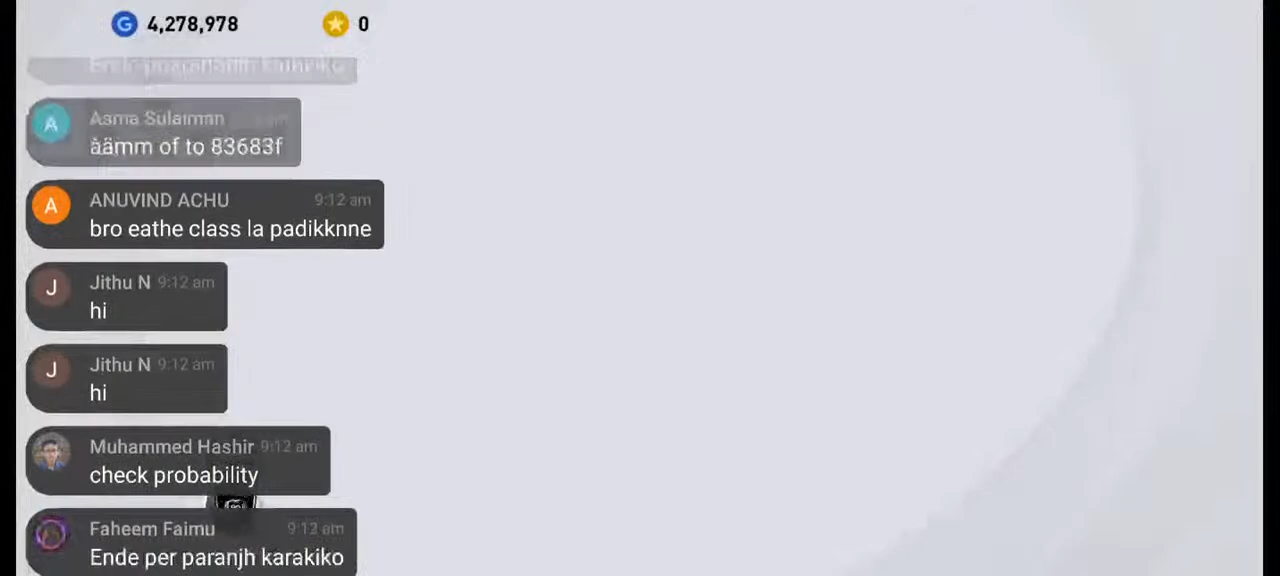 G 4,278,978 0
Asma Sulaiman
åämm of to 83683f
A ANUVIND ACHU 9:12 am
bro eathe class la padikknne
J Jithu N 9:12 am
hi
J Jithu N 9:12 am
hi
Muhammed Hashir 9:12 am
check probability
Faheem Faimu 9:12 am
Ende per paranjh karakiko